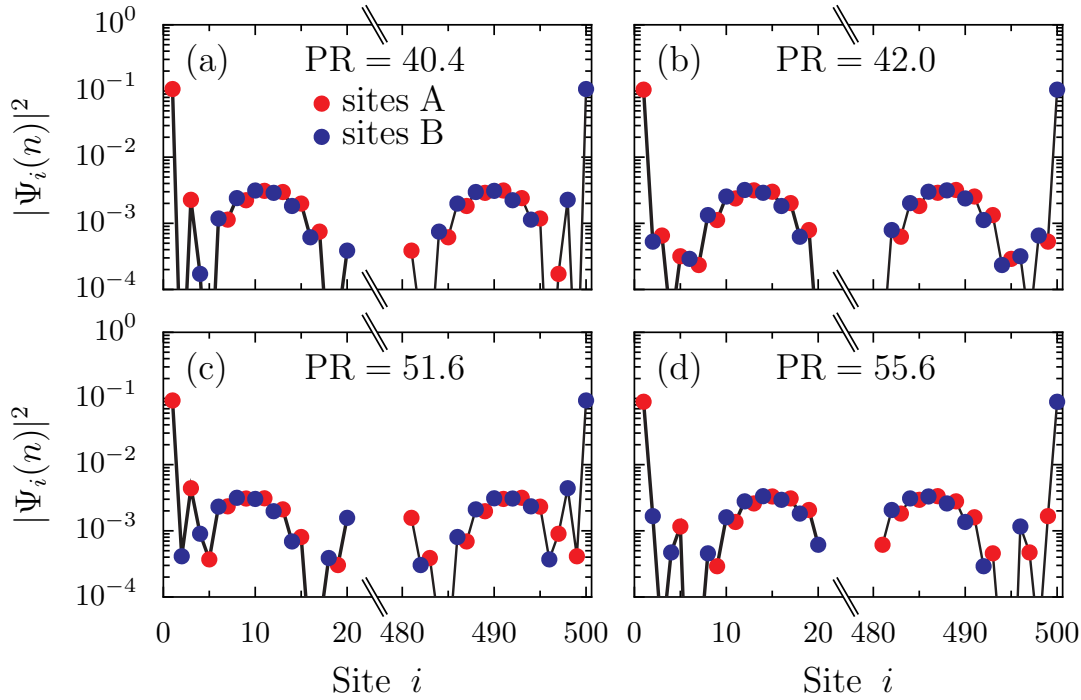 10^0
10^-1
10^-2
10^-3
10^-4
|Ψ_i(n)|^2
(a) PR = 40.4
sites A
sites B
(b) PR = 42.0
10^0
10^-1
10^-2
10^-3
10^-4
|Ψ_i(n)|^2
(c) PR = 51.6
(d) PR = 55.6
0 10 20 480 490 500
0 10 20 480 490 500
Site i
Site i